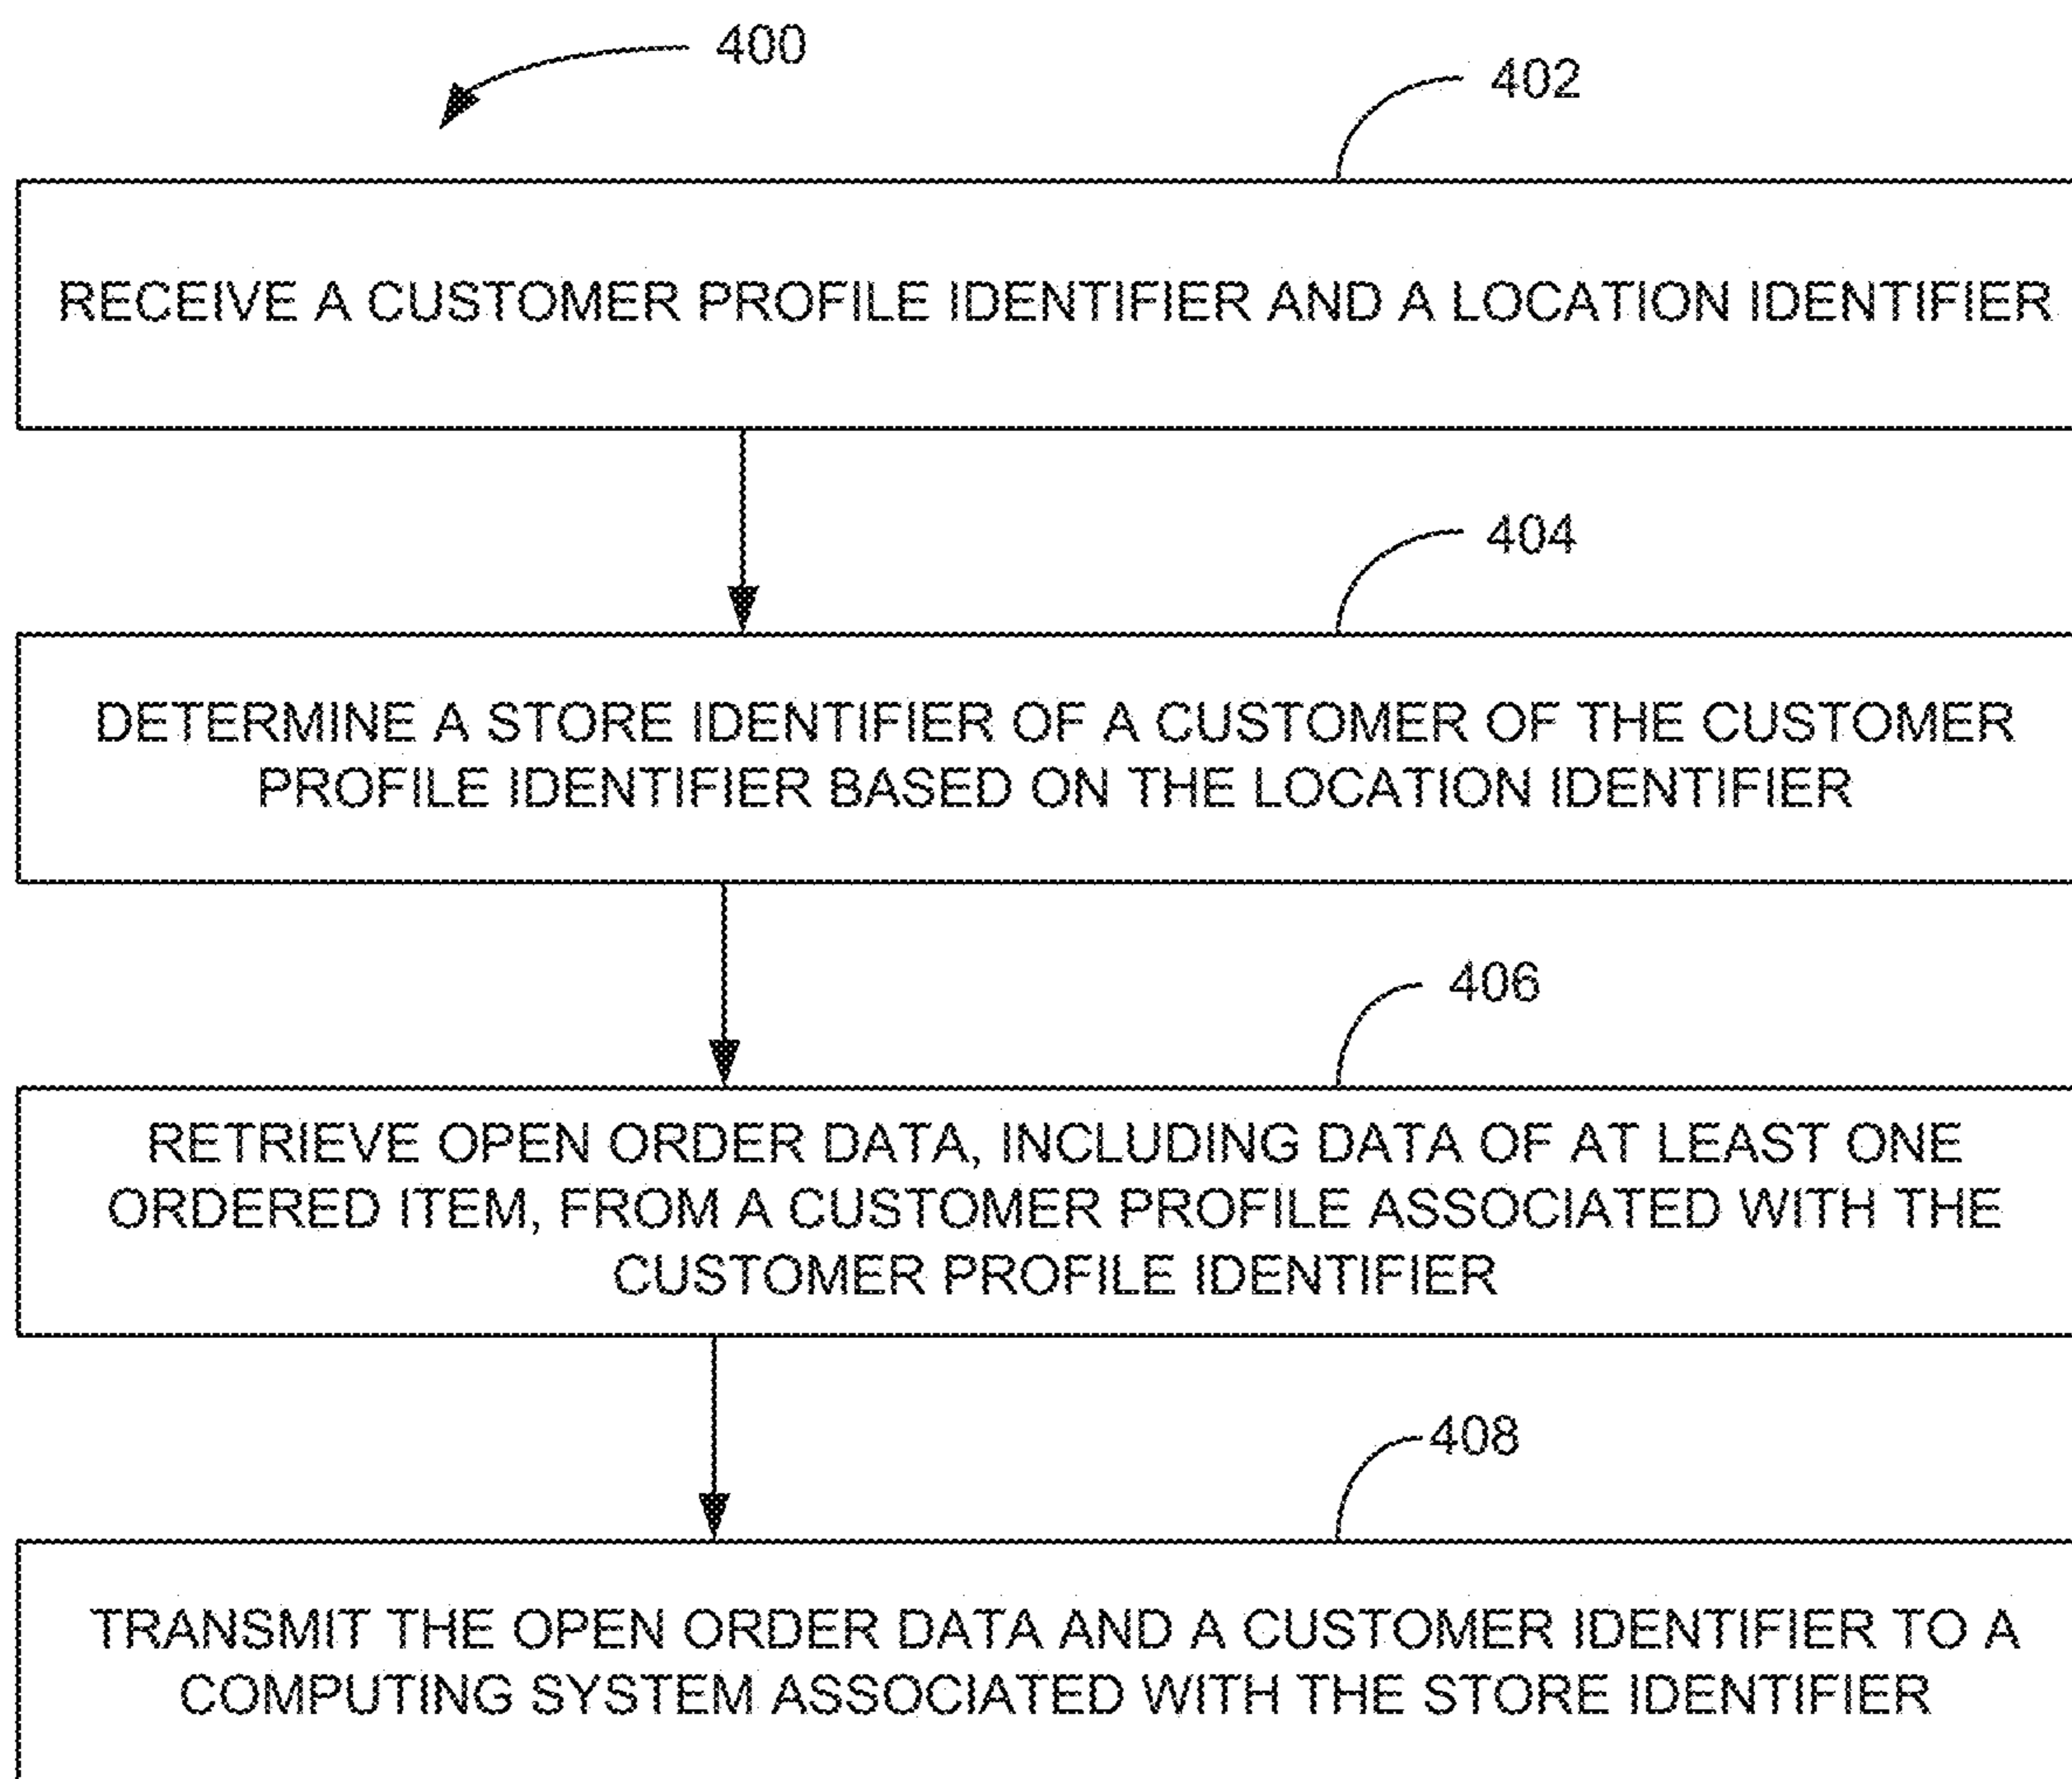 400
402
RECEIVE A CUSTOMER PROFILE IDENTIFIER AND A LOCATION IDENTIFIER
404
DETERMINE A STORE IDENTIFIER OF A CUSTOMER OF THE CUSTOMER
PROFILE IDENTIFIER BASED ON THE LOCATION IDENTIFIER
406
RETRIEVE OPEN ORDER DATA, INCLUDING DATA OF AT LEAST ONE
ORDERED ITEM, FROM A CUSTOMER PROFILE ASSOCIATED WITH THE
CUSTOMER PROFILE IDENTIFIER
408
TRANSMIT THE OPEN ORDER DATA AND A CUSTOMER IDENTIFIER TO A
COMPUTING SYSTEM ASSOCIATED WITH THE STORE IDENTIFIER